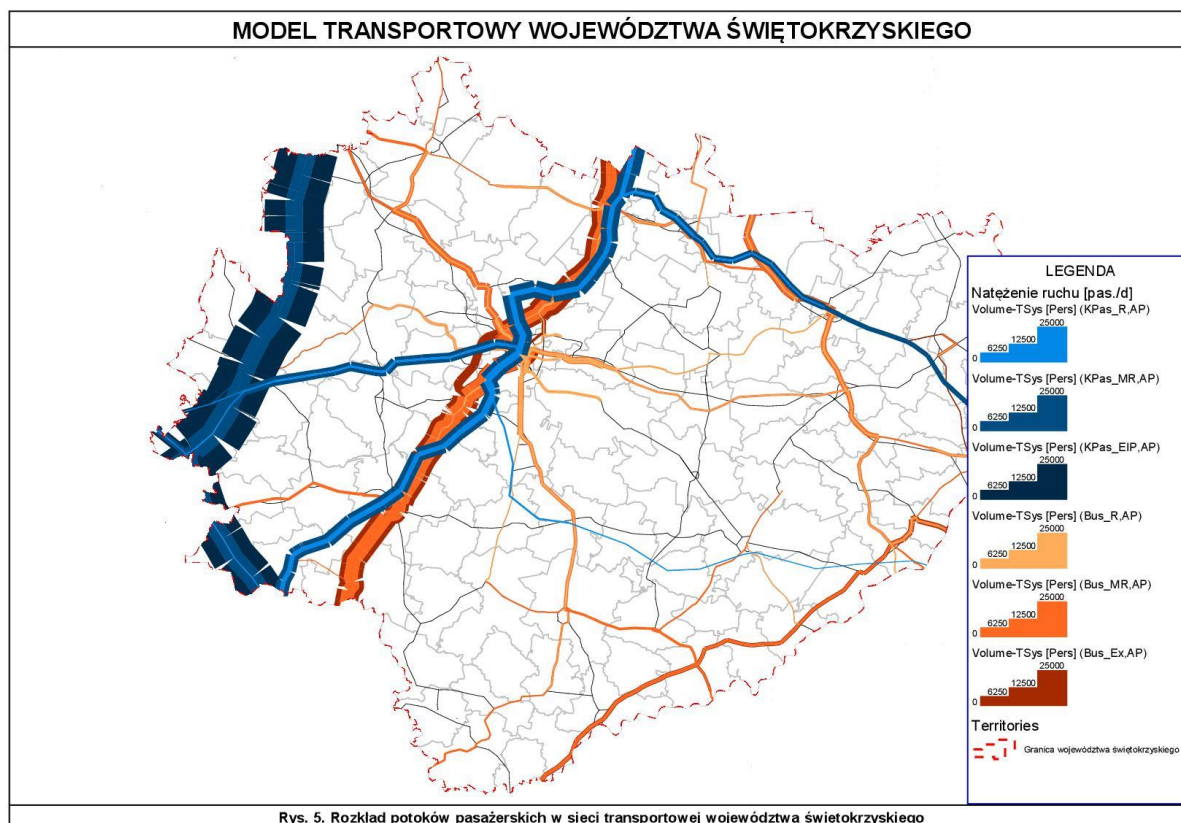 MODEL TRANSPORTOWY WOJEWÓDZTWA ŚWIĘTOKRZYSKIEGO
LEGENDA
Natężenie ruchu [pas./d]
Volume-TSys [Pers] (KPas_R,AP)
0 6250 12500 25000
Volume-TSys [Pers] (KPas_MR,AP)
0 6250 12500 25000
Volume-TSys [Pers] (KPas_EIP,AP)
0 6250 12500 25000
Volume-TSys [Pers] (Bus_R,AP)
0 6250 12500 25000
Volume-TSys [Pers] (Bus_MR,AP)
0 6250 12500 25000
Volume-TSys [Pers] (Bus_Ex,AP)
0 6250 12500 25000
Territories
Granica województwa świętokrzyskiego
Rys. 5. Rozkład potoków pasażerskich w sieci transportowej województwa świętokrzyskiego